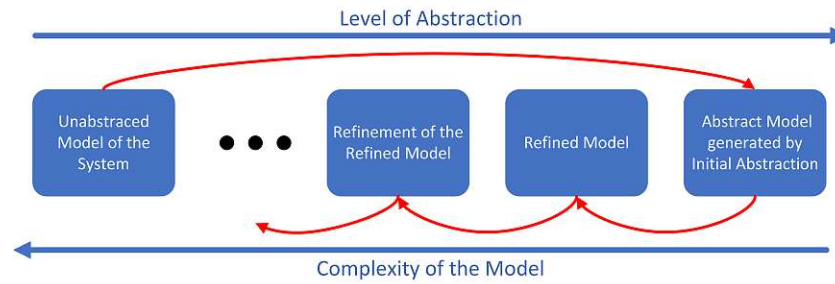 Level of Abstraction
Unabstraced
Model of the
System
Refinement of the
Refined Model
Refined Model
Abstract Model
generated by
Initial Abstraction
Complexity of the Model